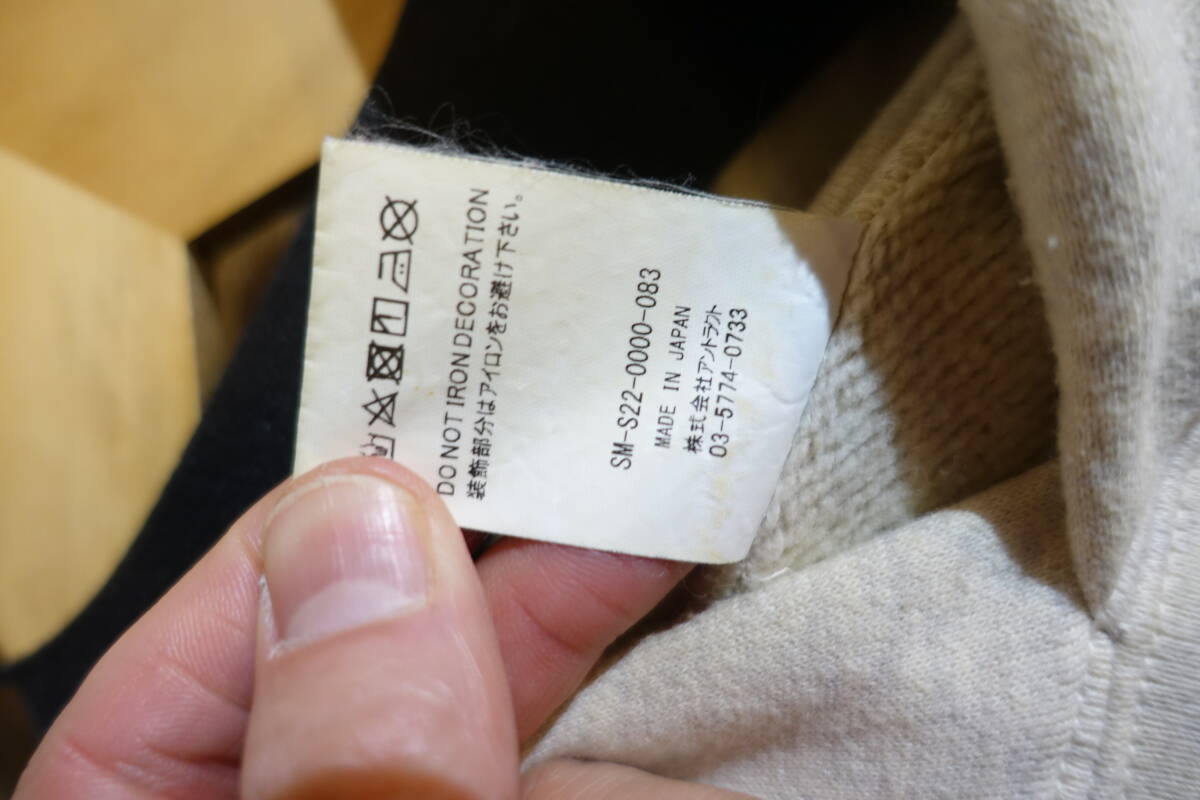 DO NOT IRON DECORATION
装飾部分はアイロンをお避け下さい。
SM-S22-0000-083
MADE IN JAPAN
株式会社アントラクト
03-5774-0733